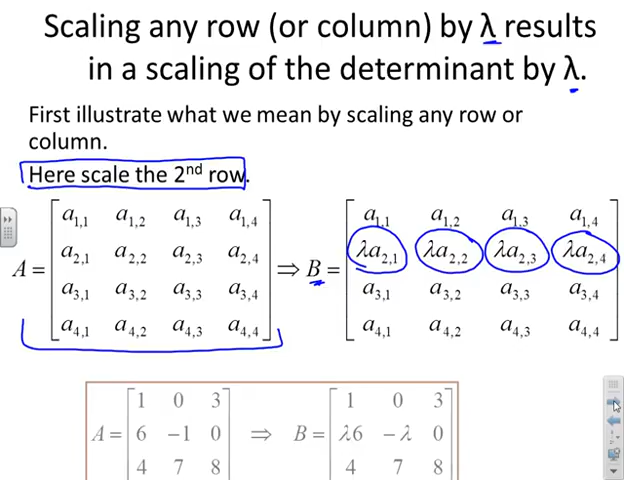 Scaling any row (or column) by λ results
in a scaling of the determinant by λ.
First illustrate what we mean by scaling any row or
column.
Here scale the 2nd row.
A = [ a1,1 a1,2 a1,3 a1,4
a2,1 a2,2 a2,3 a2,4
a3,1 a3,2 a3,3 a3,4
a4,1 a4,2 a4,3 a4,4 ]
⇒ B = [ a1,1 a1,2 a1,3 a1,4
λa2,1 λa2,2 λa2,3 λa2,4
a3,1 a3,2 a3,3 a3,4
a4,1 a4,2 a4,3 a4,4 ]
A = [ 1 0 3
6 −1 0
4 7 8 ]
⇒ B = [ 1 0 3
λ6 −λ 0
4 7 8 ]